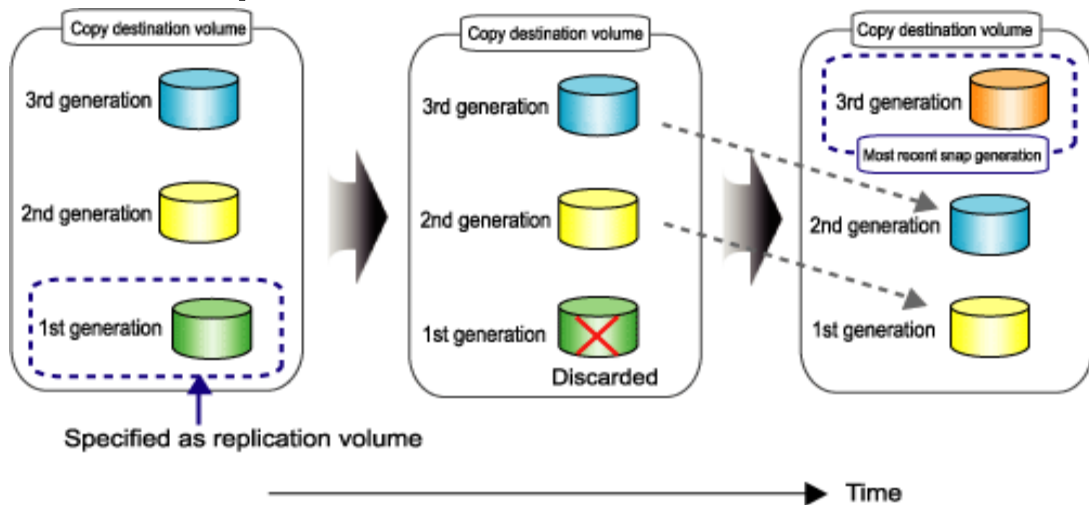 Copy destination volume
3rd generation
2nd generation
1st generation
Specified as replication volume
Copy destination volume
3rd generation
2nd generation
1st generation
Discarded
Copy destination volume
3rd generation
Most recent snap generation
2nd generation
1st generation
Time